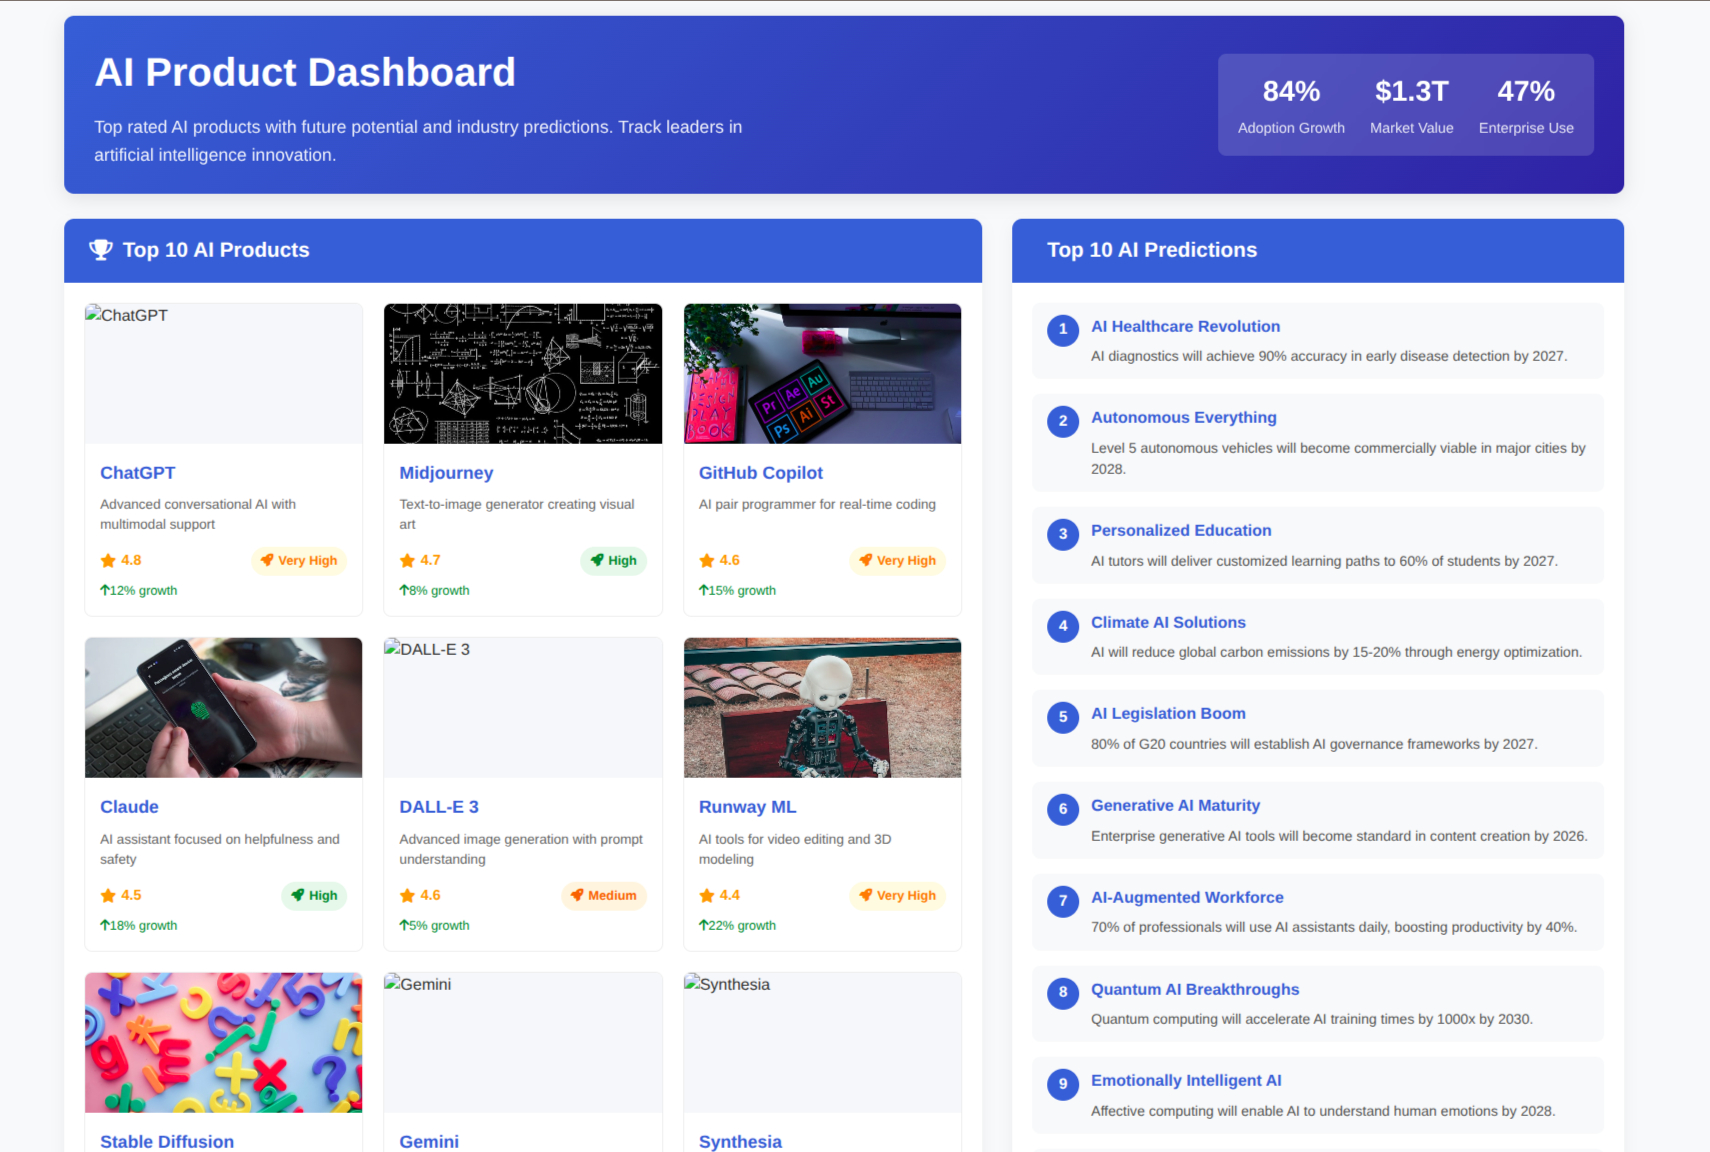 AI Product Dashboard
Top rated AI products with future potential and industry predictions. Track leaders in
artificial intelligence innovation.
84%
Adoption Growth
$1.3T
Market Value
47%
Enterprise Use
Top 10 AI Products
ChatGPT
PLAY
BOOK
Pr
Ae
Au
Ps
Ai
St
ChatGPT
Advanced conversational AI with
multimodal support
4.8
Very High
12% growth
Midjourney
Text-to-image generator creating visual
art
4.7
High
8% growth
GitHub Copilot
AI pair programmer for real-time coding
4.6
Very High
15% growth
DALL-E 3
Claude
AI assistant focused on helpfulness and
safety
4.5
High
18% growth
DALL-E 3
Advanced image generation with prompt
understanding
4.6
Medium
5% growth
Runway ML
AI tools for video editing and 3D
modeling
4.4
Very High
22% growth
Gemini
Synthesia
Stable Diffusion
Gemini
Synthesia
Top 10 AI Predictions
1
AI Healthcare Revolution
AI diagnostics will achieve 90% accuracy in early disease detection by 2027.
2
Autonomous Everything
Level 5 autonomous vehicles will become commercially viable in major cities by
2028.
3
Personalized Education
AI tutors will deliver customized learning paths to 60% of students by 2027.
4
Climate AI Solutions
AI will reduce global carbon emissions by 15-20% through energy optimization.
5
AI Legislation Boom
80% of G20 countries will establish AI governance frameworks by 2027.
6
Generative AI Maturity
Enterprise generative AI tools will become standard in content creation by 2026.
7
AI-Augmented Workforce
70% of professionals will use AI assistants daily, boosting productivity by 40%.
8
Quantum AI Breakthroughs
Quantum computing will accelerate AI training times by 1000x by 2030.
9
Emotionally Intelligent AI
Affective computing will enable AI to understand human emotions by 2028.